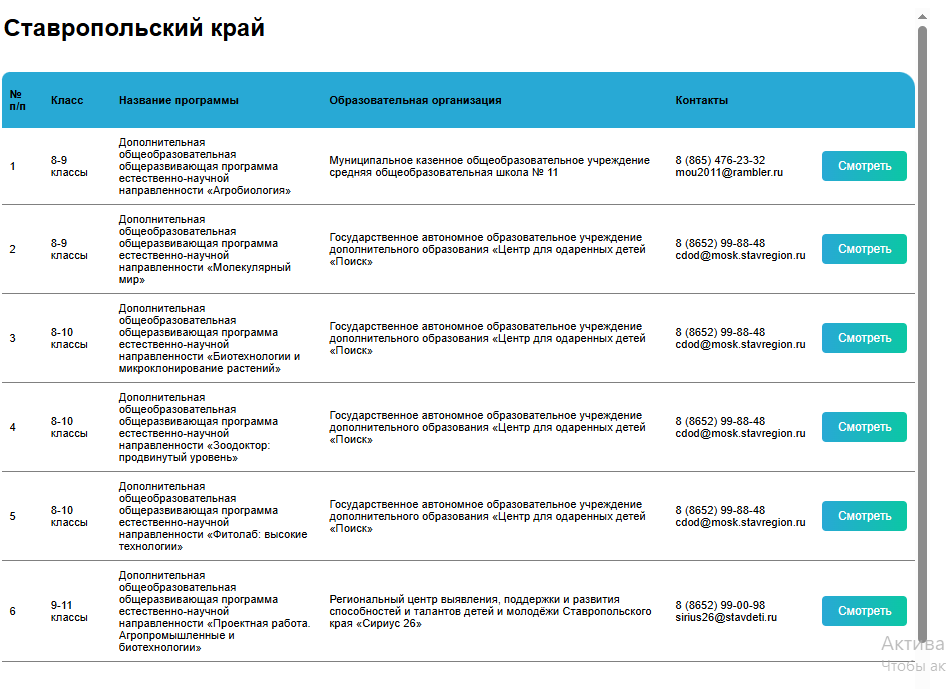 Ставропольский край
№ п/п
Класс
Название программы
Образовательная организация
Контакты
1
8-9
классы
Дополнительная
общеобразовательная
общеразвивающая программа
естественно-научной
направленности «Агробиология»
Муниципальное казенное общеобразовательное учреждение
средняя общеобразовательная школа № 11
8 (865) 476-23-32
mou2011@rambler.ru
Смотреть
2
8-9
классы
Дополнительная
общеобразовательная
общеразвивающая программа
естественно-научной
направленности «Молекулярный
мир»
Государственное автономное образовательное учреждение
дополнительного образования «Центр для одаренных детей
«Поиск»
8 (8652) 99-88-48
cdod@mosk.stavregion.ru
Смотреть
3
8-10
классы
Дополнительная
общеобразовательная
общеразвивающая программа
естественно-научной
направленности «Биотехнологии и
микроклонирование растений»
Государственное автономное образовательное учреждение
дополнительного образования «Центр для одаренных детей
«Поиск»
8 (8652) 99-88-48
cdod@mosk.stavregion.ru
Смотреть
4
8-10
классы
Дополнительная
общеобразовательная
общеразвивающая программа
естественно-научной
направленности «Зоодоктор:
продвинутый уровень»
Государственное автономное образовательное учреждение
дополнительного образования «Центр для одаренных детей
«Поиск»
8 (8652) 99-88-48
cdod@mosk.stavregion.ru
Смотреть
5
8-10
классы
Дополнительная
общеобразовательная
общеразвивающая программа
естественно-научной
направленности «Фитолаб: высокие
технологии»
Государственное автономное образовательное учреждение
дополнительного образования «Центр для одаренных детей
«Поиск»
8 (8652) 99-88-48
cdod@mosk.stavregion.ru
Смотреть
6
9-11
классы
Дополнительная
общеобразовательная
общеразвивающая программа
естественно-научной
направленности «Проектная работа.
Агропромышленные и
биотехнологии»
Региональный центр выявления, поддержки и развития
способностей и талантов детей и молодёжи Ставропольского
края «Сириус 26»
8 (8652) 99-00-98
sirius26@stavdeti.ru
Смотреть
Актива
Чтобы ак